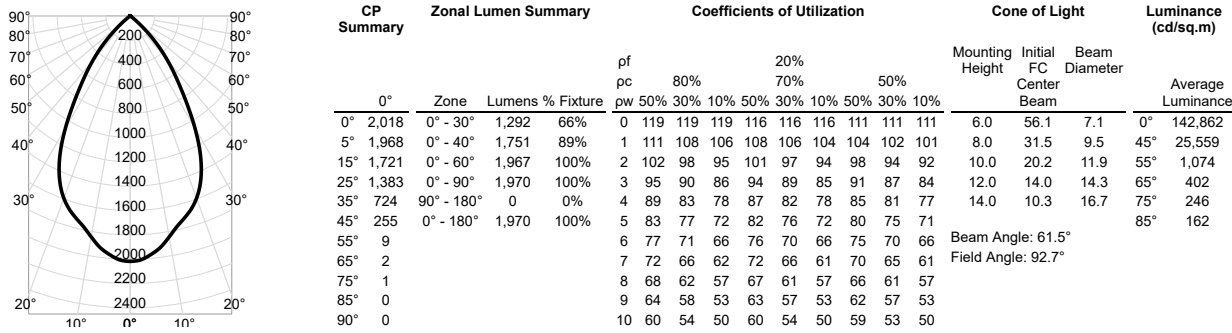 90° 90°
80° 80°
70° 70°
60° 60°
50° 50°
40° 40°
30° 30°
20° 20°
10° 0° 10°
200
400
600
800
1000
1200
1400
1600
1800
2000
2200
2400
CP Summary
0°
0° 2,018
5° 1,968
15° 1,721
25° 1,383
35° 724
45° 255
55° 9
65° 2
75° 1
85° 0
90° 0
Zonal Lumen Summary
Zone Lumens % Fixture
0° - 30° 1,292 66%
0° - 40° 1,751 89%
0° - 60° 1,967 100%
0° - 90° 1,970 100%
90° - 180° 0 0%
0° - 180° 1,970 100%
Coefficients of Utilization
ρf 20%
ρc 80% 70% 50%
ρw 50% 30% 10% 50% 30% 10% 50% 30% 10%
0 119 119 119 116 116 116 111 111 111
1 111 108 106 108 106 104 104 102 101
2 102 98 95 101 97 94 98 94 92
3 95 90 86 94 89 85 91 87 84
4 89 83 78 87 82 78 85 81 77
5 83 77 72 82 76 72 80 75 71
6 77 71 66 76 70 66 75 70 66
7 72 66 62 72 66 61 70 65 61
8 68 62 57 67 61 57 66 61 57
9 64 58 53 63 57 53 62 57 53
10 60 54 50 60 54 50 59 53 50
Cone of Light
Mounting Height Initial FC Center Beam Beam Diameter
6.0 56.1 7.1
8.0 31.5 9.5
10.0 20.2 11.9
12.0 14.0 14.3
14.0 10.3 16.7
Beam Angle: 61.5°
Field Angle: 92.7°
Luminance
(cd/sq.m)
Average
Luminance
0° 142,862
45° 25,559
55° 1,074
65° 402
75° 246
85° 162